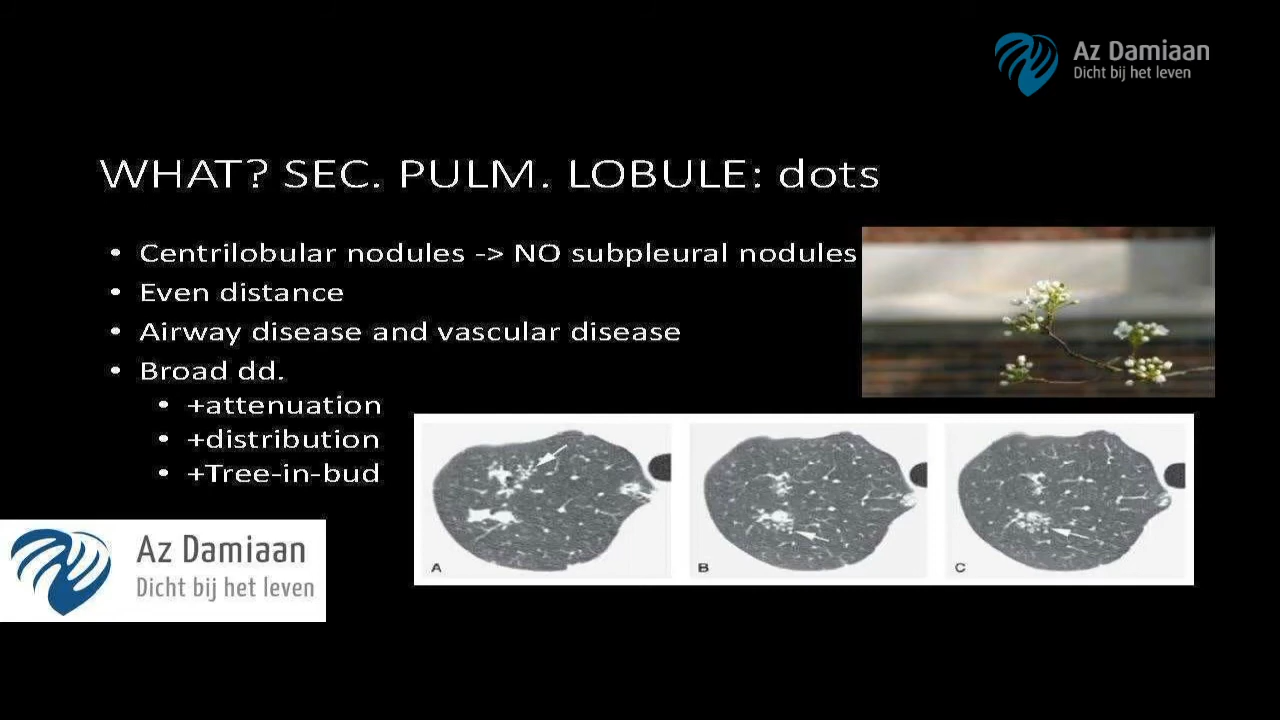 Az Damiaan
Dicht bij het leven
WHAT? SEC. PULM. LOBULE: dots
• Centrilobular nodules -> NO subpleural nodules
• Even distance
• Airway disease and vascular disease
• Broad dd.
• +attenuation
• +distribution
• +Tree-in-bud
A
B
C
Az Damiaan
Dicht bij het leven